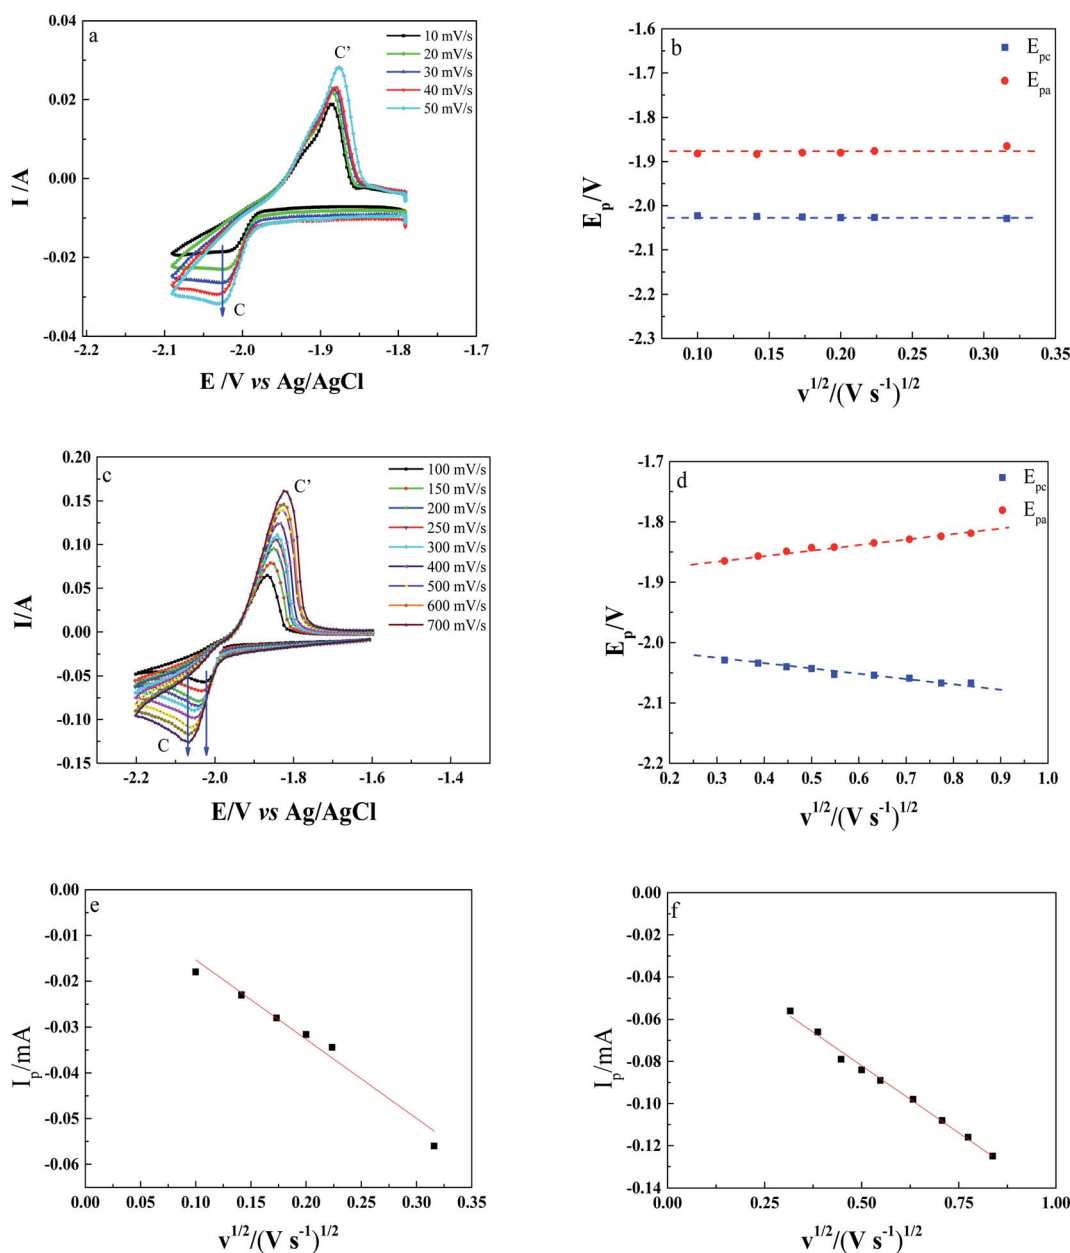 a
0.04
0.02
0.00
-0.02
-0.04
I /A
-2.2
-2.1
-2.0
-1.9
-1.8
-1.7
E /V vs Ag/AgCl
10 mV/s
20 mV/s
30 mV/s
40 mV/s
50 mV/s
C'
C
b
-1.6
-1.7
-1.8
-1.9
-2.0
-2.1
-2.2
-2.3
Ep/V
0.10
0.15
0.20
0.25
0.30
0.35
v1/2/(V s-1)1/2
Epc
Epa
c
0.20
0.15
0.10
0.05
0.00
-0.05
-0.10
-0.15
I/A
-2.2
-2.0
-1.8
-1.6
-1.4
E/V vs Ag/AgCl
100 mV/s
150 mV/s
200 mV/s
250 mV/s
300 mV/s
400 mV/s
500 mV/s
600 mV/s
700 mV/s
C'
C
d
-1.7
-1.8
-1.9
-2.0
-2.1
-2.2
Ep/V
0.2
0.3
0.4
0.5
0.6
0.7
0.8
0.9
1.0
v1/2/(V s-1)1/2
Epc
Epa
e
0.00
-0.01
-0.02
-0.03
-0.04
-0.05
-0.06
Ip/mA
0.00
0.05
0.10
0.15
0.20
0.25
0.30
0.35
v1/2/(V s-1)1/2
f
0.00
-0.02
-0.04
-0.06
-0.08
-0.10
-0.12
-0.14
Ip/mA
0.00
0.25
0.50
0.75
1.00
v1/2/(V s-1)1/2